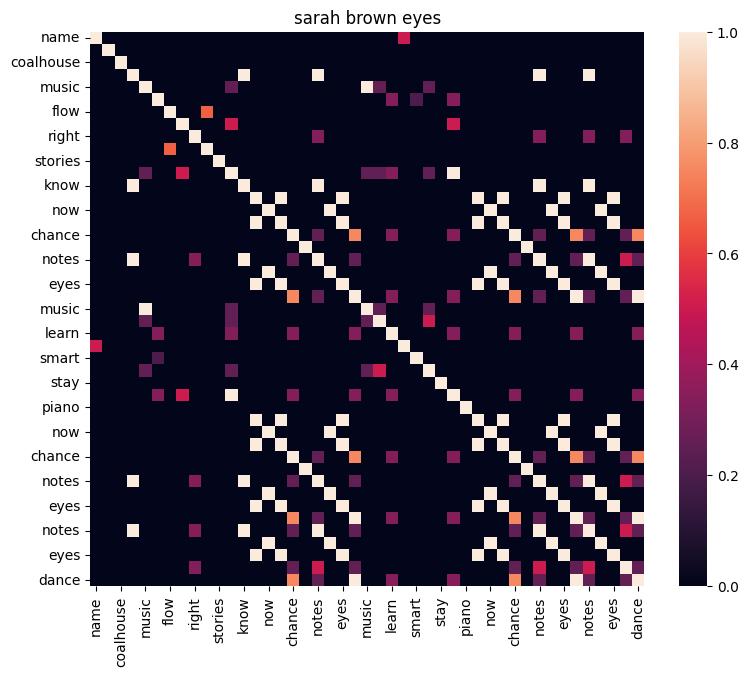 sarah brown eyes
name
coalhouse
music
flow
right
stories
know
now
chance
notes
eyes
music
learn
smart
stay
piano
now
chance
notes
eyes
notes
eyes
dance
1.0
0.8
0.6
0.4
0.2
0.0
name
coalhouse
music
flow
right
stories
know
now
chance
notes
eyes
music
learn
smart
stay
piano
now
chance
notes
eyes
notes
eyes
dance